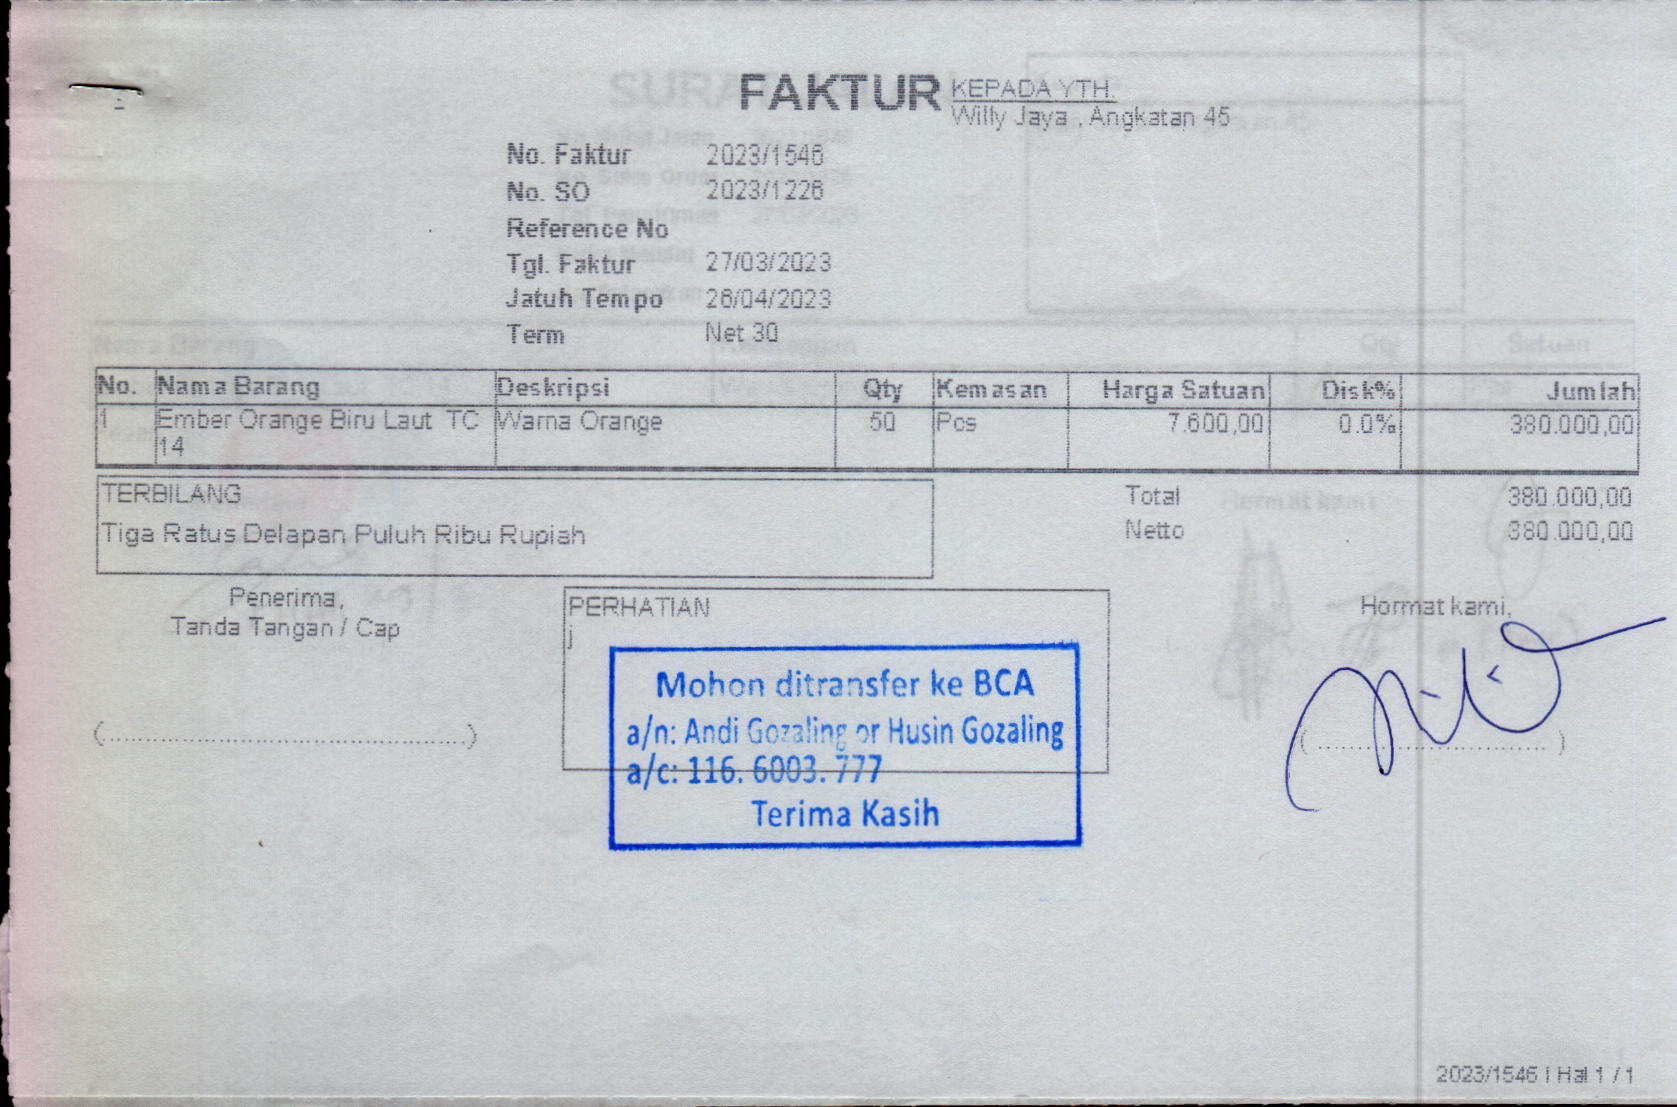 FAKTUR
KEPADA YTH.
Willy Jaya , Angkatan 45
No. Faktur 2023/1546
No. SO 2023/1226
Reference No
Tgl. Faktur 27/03/2023
Jatuh Tempo 26/04/2023
Term Net 30
No. Nama Barang Deskripsi Qty Kemasan Harga Satuan Disk% Jumlah
1 Ember Orange Biru Laut TC Warna Orange 50 Pcs 7.600,00 0.0% 380.000,00
14
TERBILANG
Tiga Ratus Delapan Puluh Ribu Rupiah
Total 380.000,00
Netto 380.000,00
Penerima,
Tanda Tangan / Cap
(..........................................)
PERHATIAN
j
Mohon ditransfer ke BCA
a/n: Andi Gozaling or Husin Gozaling
a/c: 116. 6003. 777
Terima Kasih
Hormat kami,
(..............................)
2023/1546 | Hal 1 / 1